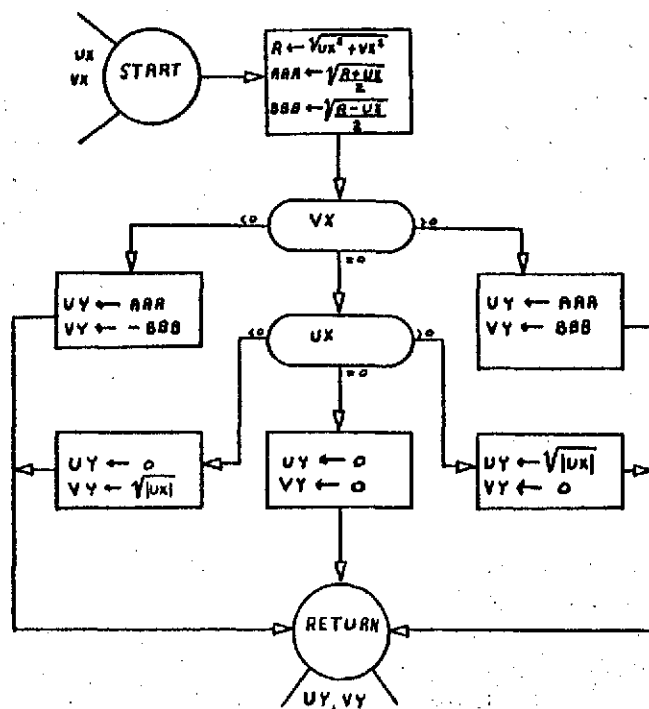 UX
VX
START
R ← √UX² + VX²
AAA ← √R + UX / 2
BBB ← √R - UX / 2
<0 VX >0
=0
UY ← AAA
VY ← -BBB
UY ← AAA
VY ← BBB
<0 UX >0
=0
UY ← 0
VY ← √|UX|
UY ← 0
VY ← 0
UY ← √|UX|
VY ← 0
RETURN
UY, VY